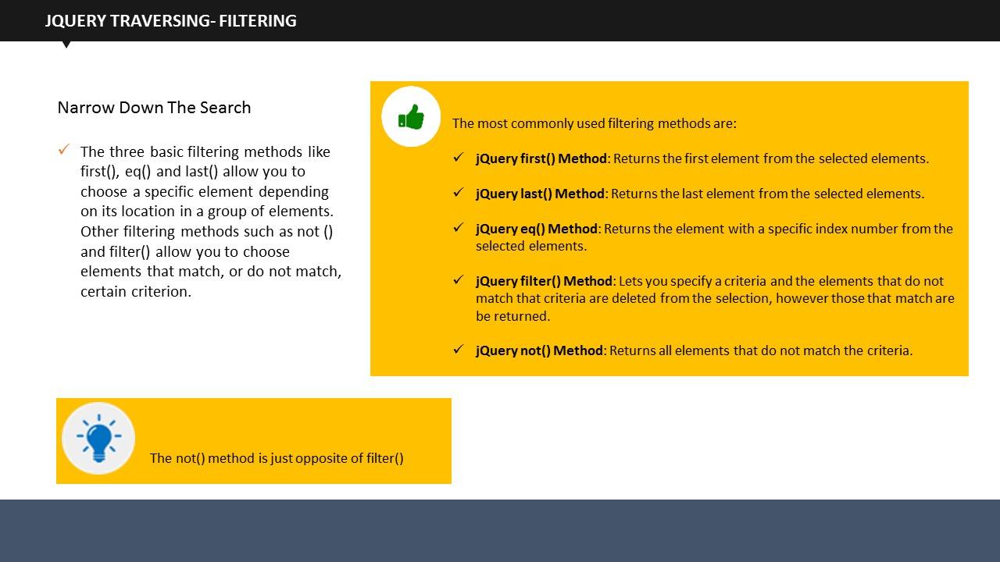 JQUERY TRAVERSING- FILTERING
Narrow Down The Search
✓ The three basic filtering methods like
first(), eq() and last() allow you to
choose a specific element depending
on its location in a group of elements.
Other filtering methods such as not ()
and filter() allow you to choose
elements that match, or do not match,
certain criterion.
The most commonly used filtering methods are:
✓ jQuery first() Method: Returns the first element from the selected elements.
✓ jQuery last() Method: Returns the last element from the selected elements.
✓ jQuery eq() Method: Returns the element with a specific index number from the
selected elements.
✓ jQuery filter() Method: Lets you specify a criteria and the elements that do not
match that criteria are deleted from the selection, however those that match are
be returned.
✓ jQuery not() Method: Returns all elements that do not match the criteria.
The not() method is just opposite of filter()